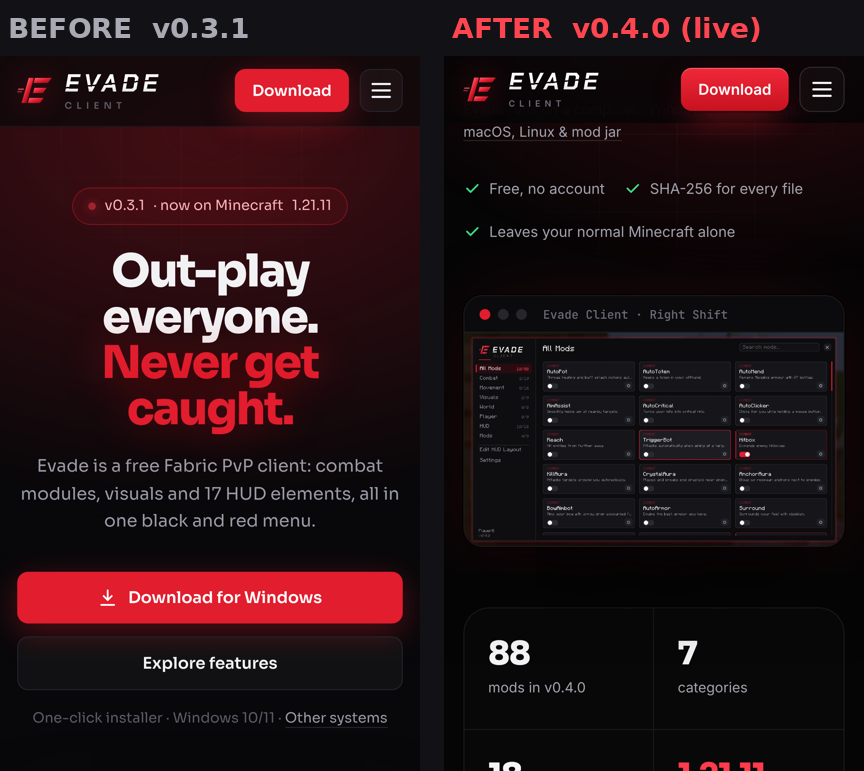 BEFORE v0.3.1
EVADE
CLIENT
Download
v0.3.1 · now on Minecraft 1.21.11
Out-play
everyone.
Never get
caught.
Evade is a free Fabric PvP client: combat
modules, visuals and 17 HUD elements, all in
one black and red menu.
Download for Windows
Explore features
One-click installer · Windows 10/11 · Other systems
AFTER v0.4.0 (live)
EVADE
CLIENT
Download
macOS, Linux & mod jar
Free, no account
SHA-256 for every file
Leaves your normal Minecraft alone
Evade Client · Right Shift
EVADE
All Mods
Search mods...
All Mods
Combat
Movement
Visuals
World
Player
HUD
Mods
Edit HUD Layout
Settings
AutoPot
AutoTotem
AutoMend
AimAssist
AutoCritical
AutoClicker
Reach
TriggerBot
Hitbox
KillAura
CrystalAura
AnchorAura
BowAimbot
AutoArmor
Surround
88
mods in v0.4.0
7
categories
18
1.21.11